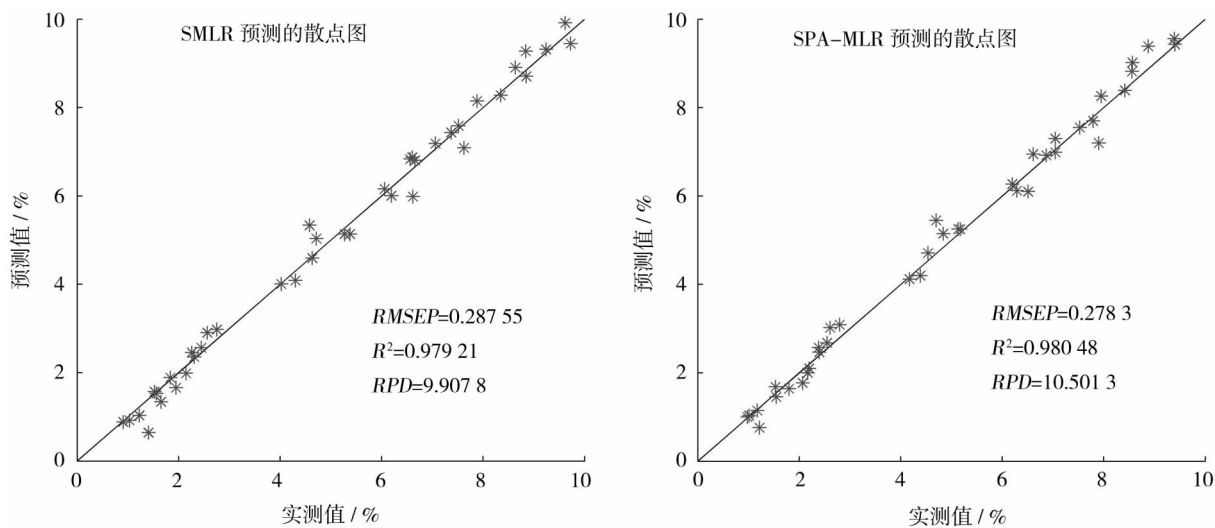 SMLR 预测的散点图
10
8
6
4
2
0
预测值 / %
RMSEP=0.287 55
R²=0.979 21
RPD=9.907 8
0 2 4 6 8 10
实测值 / %
SPA-MLR 预测的散点图
10
8
6
4
2
0
预测值 / %
RMSEP=0.278 3
R²=0.980 48
RPD=10.501 3
0 2 4 6 8 10
实测值 / %